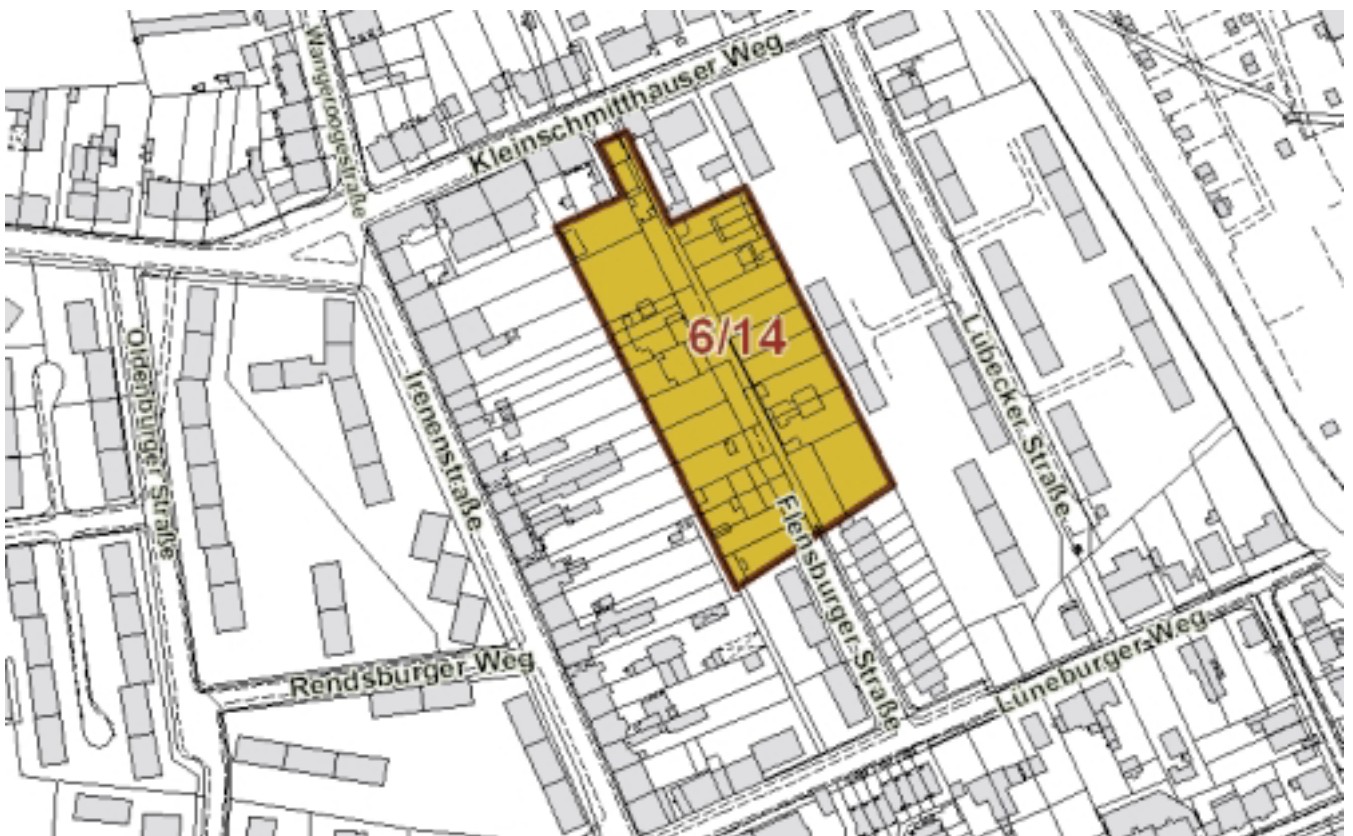 Wangeroogestraße
Kleinschmitthauser Weg
6/14
Oldenburger Straße
Irenenstraße
Lübecker Straße
Flensburger Straße
Rendsburger Weg
Lüneburger Weg